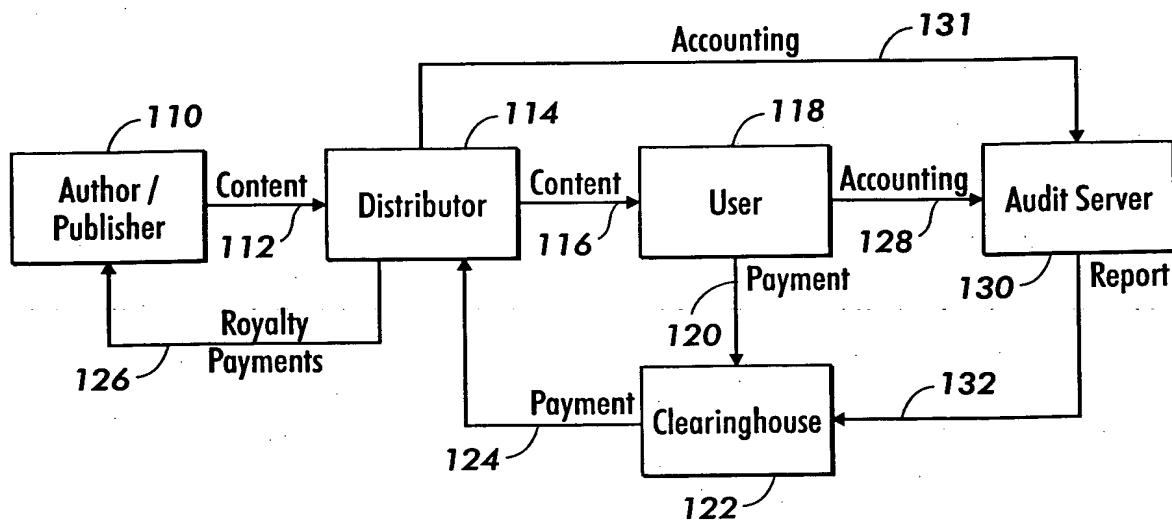 Accounting
131
110
114
118
Author /
Publisher
Content
112
Distributor
Content
116
User
Accounting
128
Audit Server
130
Report
Payment
120
Royalty
Payments
126
Payment
124
Clearinghouse
122
132